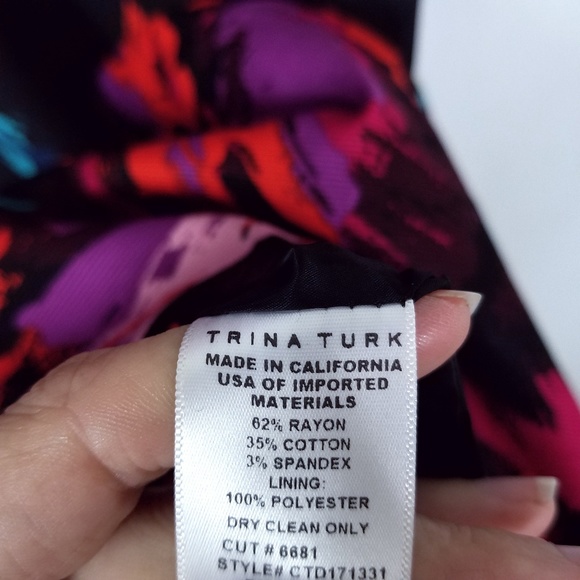 TRINA TURK
MADE IN CALIFORNIA
USA OF IMPORTED
MATERIALS
62% RAYON
35% COTTON
3% SPANDEX
LINING:
100% POLYESTER
DRY CLEAN ONLY
CUT # 6681
STYLE# CTD171331